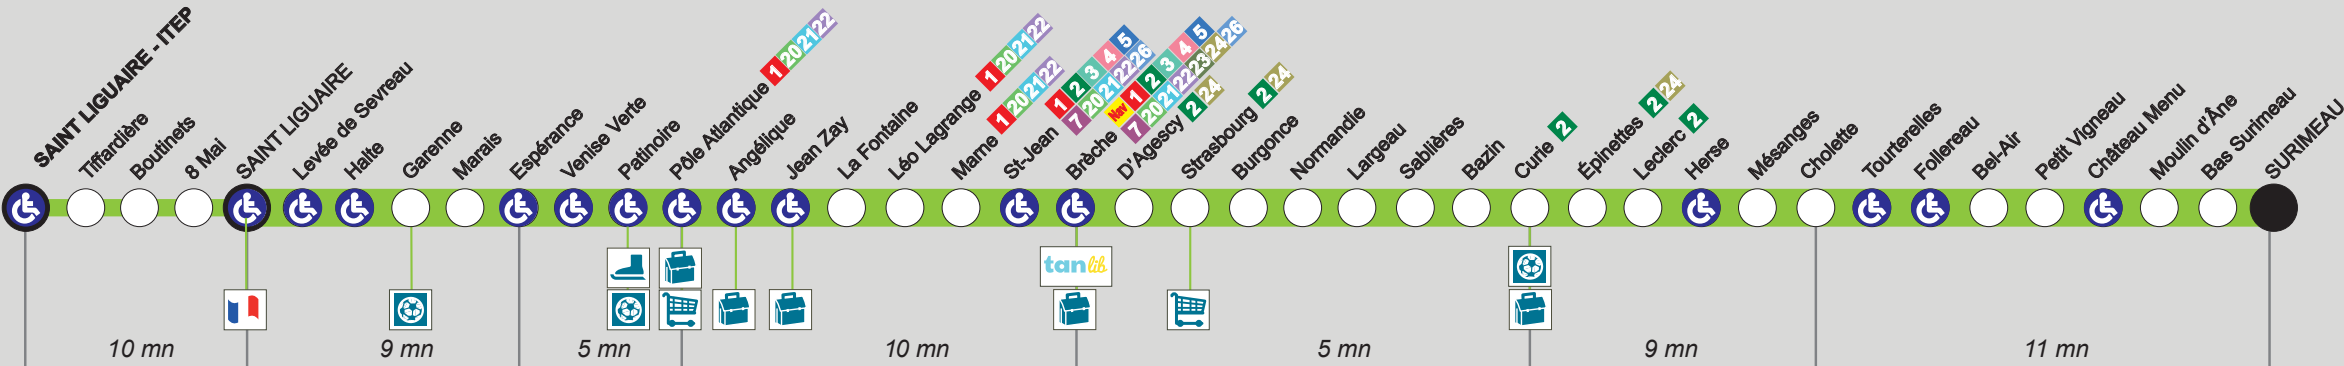 SAINT LIGUAIRE - ITEP
Tiffardière
Boutinets
8 Mai
SAINT LIGUAIRE
Levée de Sevreau
Halte
Garenne
Marais
Espérance
Venise Verte
Patinoire
Pôle Atlantique 1 20 21 22
Angélique
Jean Zay
La Fontaine
Léo Lagrange 1 20 21 22
Marne 1 20 21 22
St-Jean 1 2 3 4 5
7 20 21 22 26
Brèche Nav 1 2 3 4 5
7 20 21 22 23 24 26
D'Agescy 2 24
Strasbourg 2 24
Burgonce
Normandie
Largeau
Sablières
Bazin
Curie 2
Épinettes 2 24
Leclerc 2
Herse
Mésanges
Cholette
Tourterelles
Follereau
Bel-Air
Petit Vigneau
Château Menu
Moulin d'Âne
Bas Surimeau
SURIMEAU
tanlib
10 mn
9 mn
5 mn
10 mn
5 mn
9 mn
11 mn